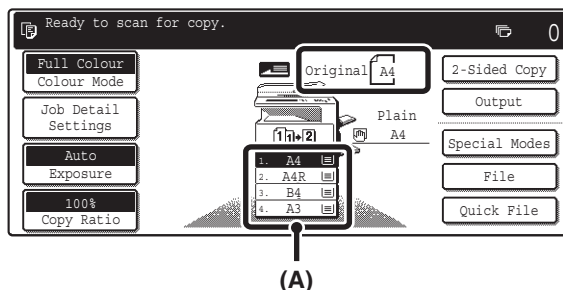 Ready to scan for copy.
0
Full Colour
Colour Mode
Original A4
2-Sided Copy
Job Detail
Settings
Plain
A4
Output
Auto
Exposure
1. A4
2. A4R
3. B4
4. A3
Special Modes
File
100%
Copy Ratio
Quick File
(A)